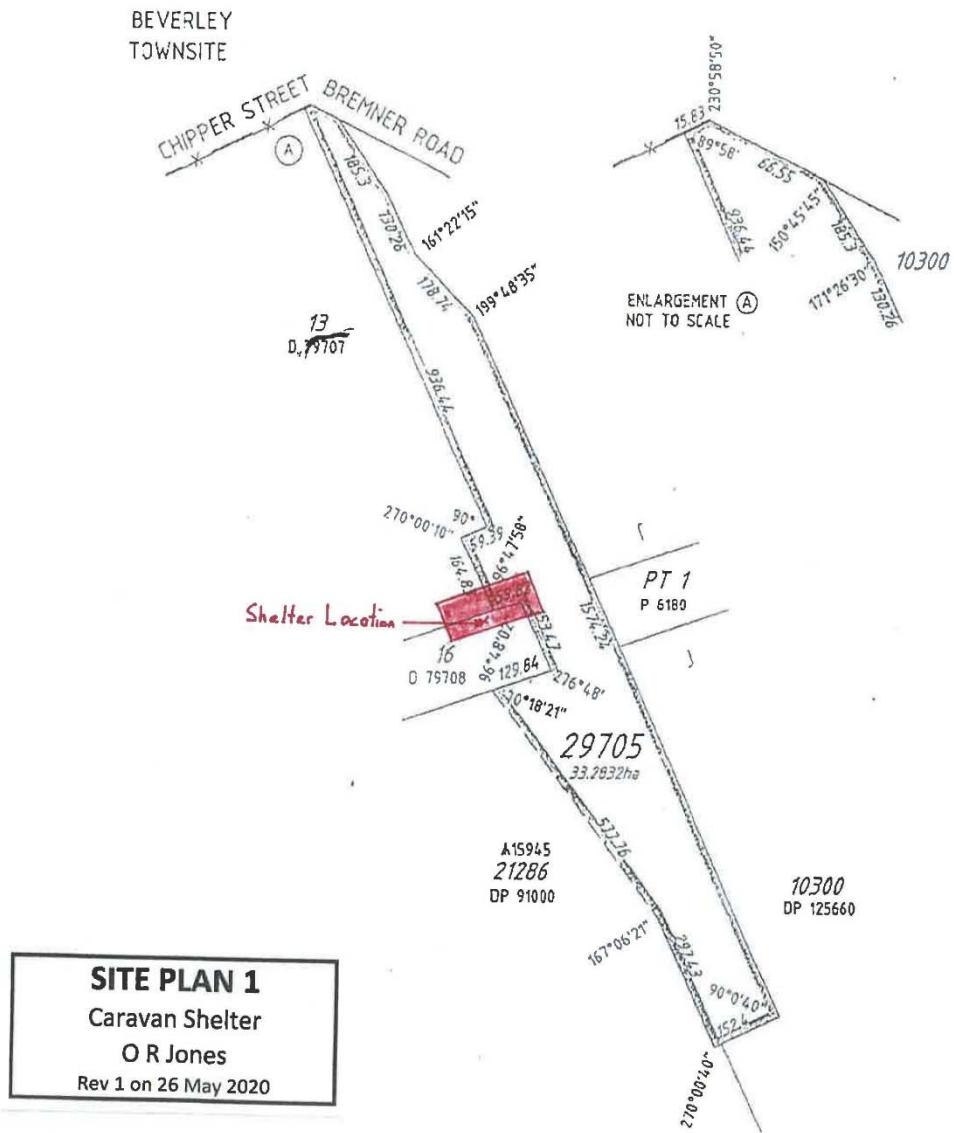 BEVERLEY
TOWNSITE
CHIPPER STREET
BREMNER ROAD
A
185.3
130.26
161°22'15"
178.74
199°48'35"
13
D 79707
936.44
230°58'50"
15.83
89°58'
66.55
936.44
150°45'45"
185.3
171°26'30"
130.26
10300
ENLARGEMENT A
NOT TO SCALE
270°00'10"
90°
59.39
96°47'58"
164.8
Shelter Location
53.47
96°48'02"
16
D 79708
129.84
276°48'
PT 1
P 6180
1574.24
29705
33.2832ha
533.36
A15945
21286
DP 91000
10300
DP 125660
167°06'21"
297.43
90°0'40"
152.4
270°00'40"
SITE PLAN 1
Caravan Shelter
O R Jones
Rev 1 on 26 May 2020